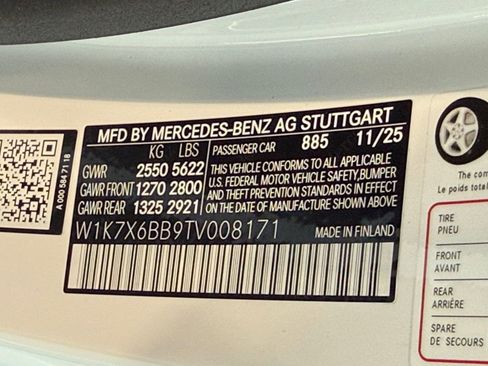 MFD BY MERCEDES-BENZ AG STUTTGART
KG LBS
PASSENGER CAR 885 11/25
GVWR 2550 5622
GAWR FRONT 1270 2800
GAWR REAR 1325 2921
THIS VEHICLE CONFORMS TO ALL APPLICABLE
U.S. FEDERAL MOTOR VEHICLE SAFETY, BUMPER
AND THEFT PREVENTION STANDARDS IN EFFECT
ON THE DATE OF MANUFACTURE SHOWN ABOVE.
W1K7X6BB9TV008171
MADE IN FINLAND
A 000 584 71 18
The com
Le poids total
TIRE
PNEU
FRONT
AVANT
REAR
ARRIÈRE
SPARE
DE SECOURS